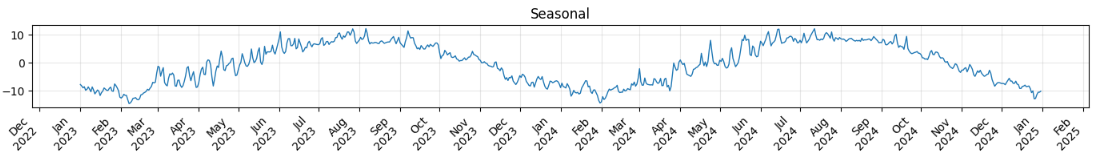 Seasonal
10
0
−10
Dec 2022
Jan 2023
Feb 2023
Mar 2023
Apr 2023
May 2023
Jun 2023
Jul 2023
Aug 2023
Sep 2023
Oct 2023
Nov 2023
Dec 2023
Jan 2024
Feb 2024
Mar 2024
Apr 2024
May 2024
Jun 2024
Jul 2024
Aug 2024
Sep 2024
Oct 2024
Nov 2024
Dec 2024
Jan 2025
Feb 2025